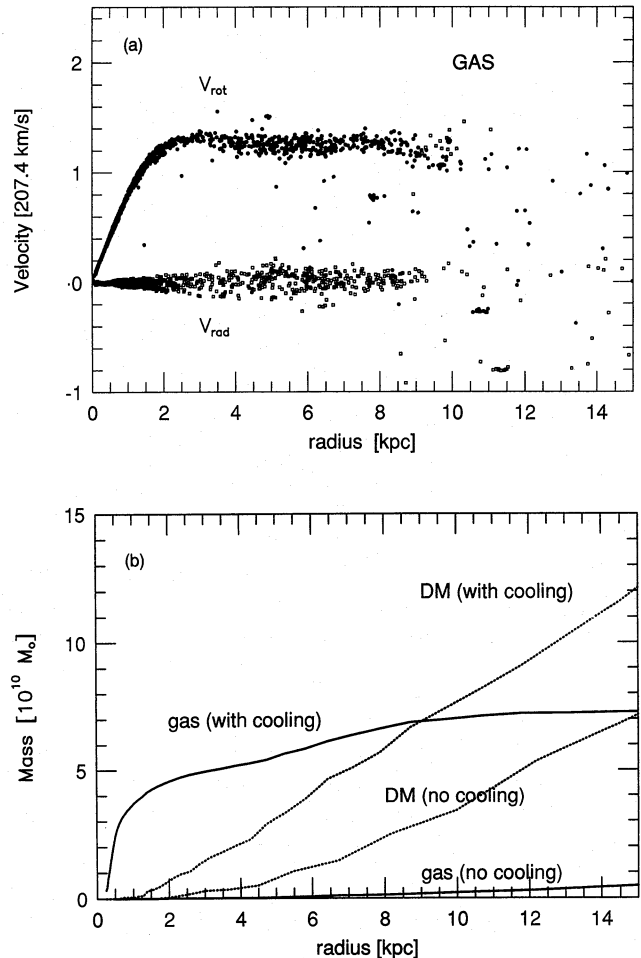 (a)
GAS
V_rot
V_rad
2
1
·0
-1
Velocity [207.4 km/s]
0 2 4 6 8 10 12 14
radius [kpc]
15
(b)
DM (with cooling)
10
gas (with cooling)
5
DM (no cooling)
gas (no cooling)
0
Mass [10^10 M_o]
0 2 4 6 8 10 12 14
radius [kpc]